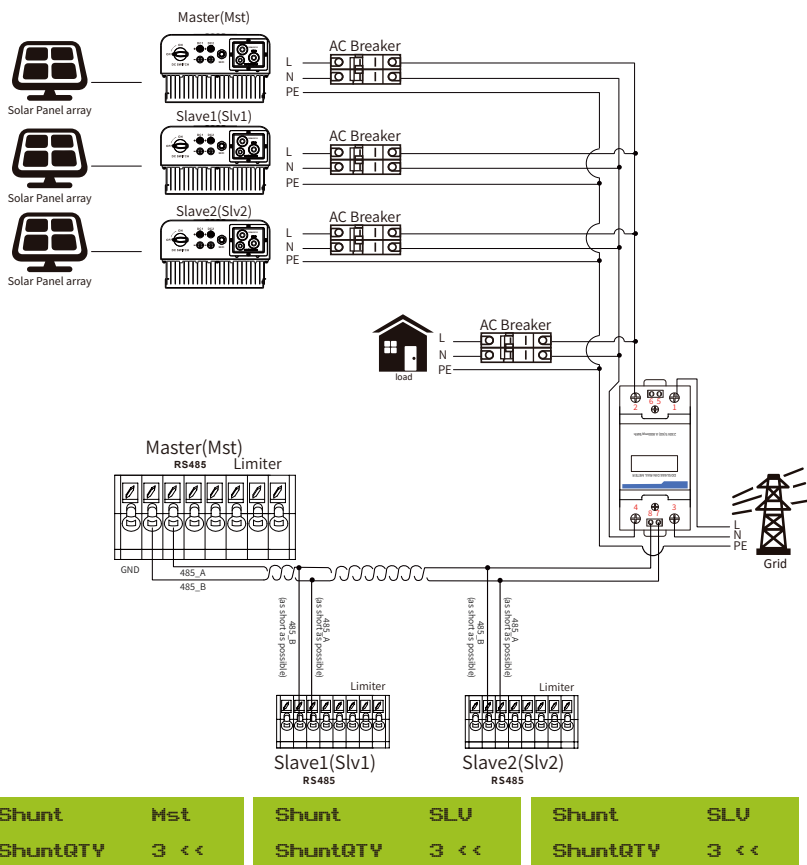 Master(Mst)
AC Breaker
L
N
PE
Solar Panel array
Slave1(Slv1)
AC Breaker
L
N
PE
Solar Panel array
Slave2(Slv2)
AC Breaker
L
N
PE
Solar Panel array
AC Breaker
L
N
PE
load
2
6 5
1
4
8 7
3
L
N
PE
Grid
Master(Mst)
RS485
Limiter
GND
485_A
485_B
485_B
(as short as possible)
485_A
(as short as possible)
485_B
(as short as possible)
485_A
(as short as possible)
Limiter
Limiter
Slave1(Slv1)
RS485
Slave2(Slv2)
RS485
Shunt Mst
ShuntQTY 3 <<
Shunt SLV
ShuntQTY 3 <<
Shunt SLV
ShuntQTY 3 <<